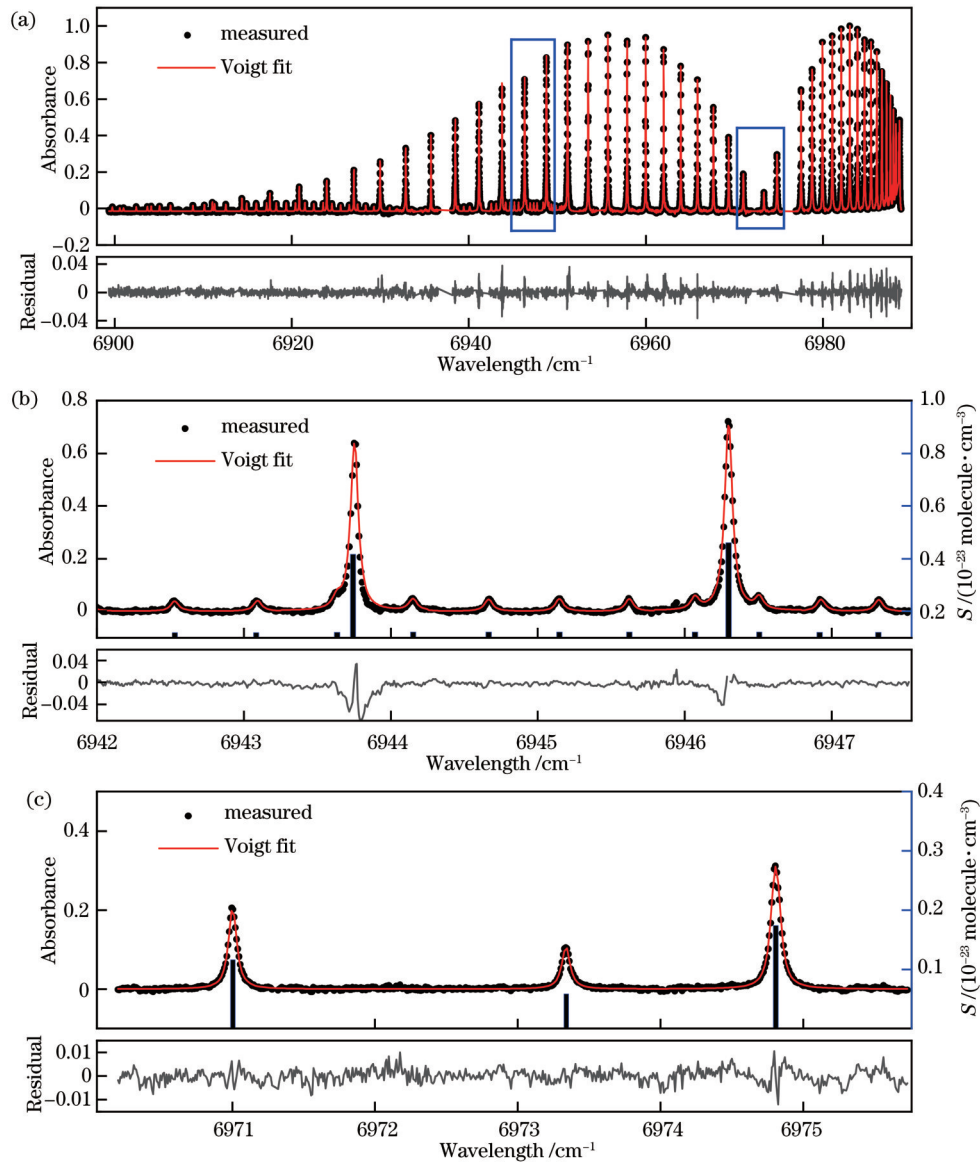 (a)
1.0
0.8
0.6
0.4
0.2
0
−0.2
Absorbance
measured
Voigt fit
0.04
0
−0.04
Residual
6900 6920 6940 6960 6980
Wavelength /cm⁻¹
(b)
0.8
0.6
0.4
0.2
0
Absorbance
measured
Voigt fit
1.0
0.8
0.6
0.4
0.2
S /(10⁻²³ molecule·cm⁻³)
0.04
0
−0.04
Residual
6942 6943 6944 6945 6946 6947
Wavelength /cm⁻¹
(c)
0.4
0.2
0
Absorbance
measured
Voigt fit
0.4
0.3
0.2
0.1
S /(10⁻²³ molecule·cm⁻³)
0.01
0
−0.01
Residual
6971 6972 6973 6974 6975
Wavelength /cm⁻¹